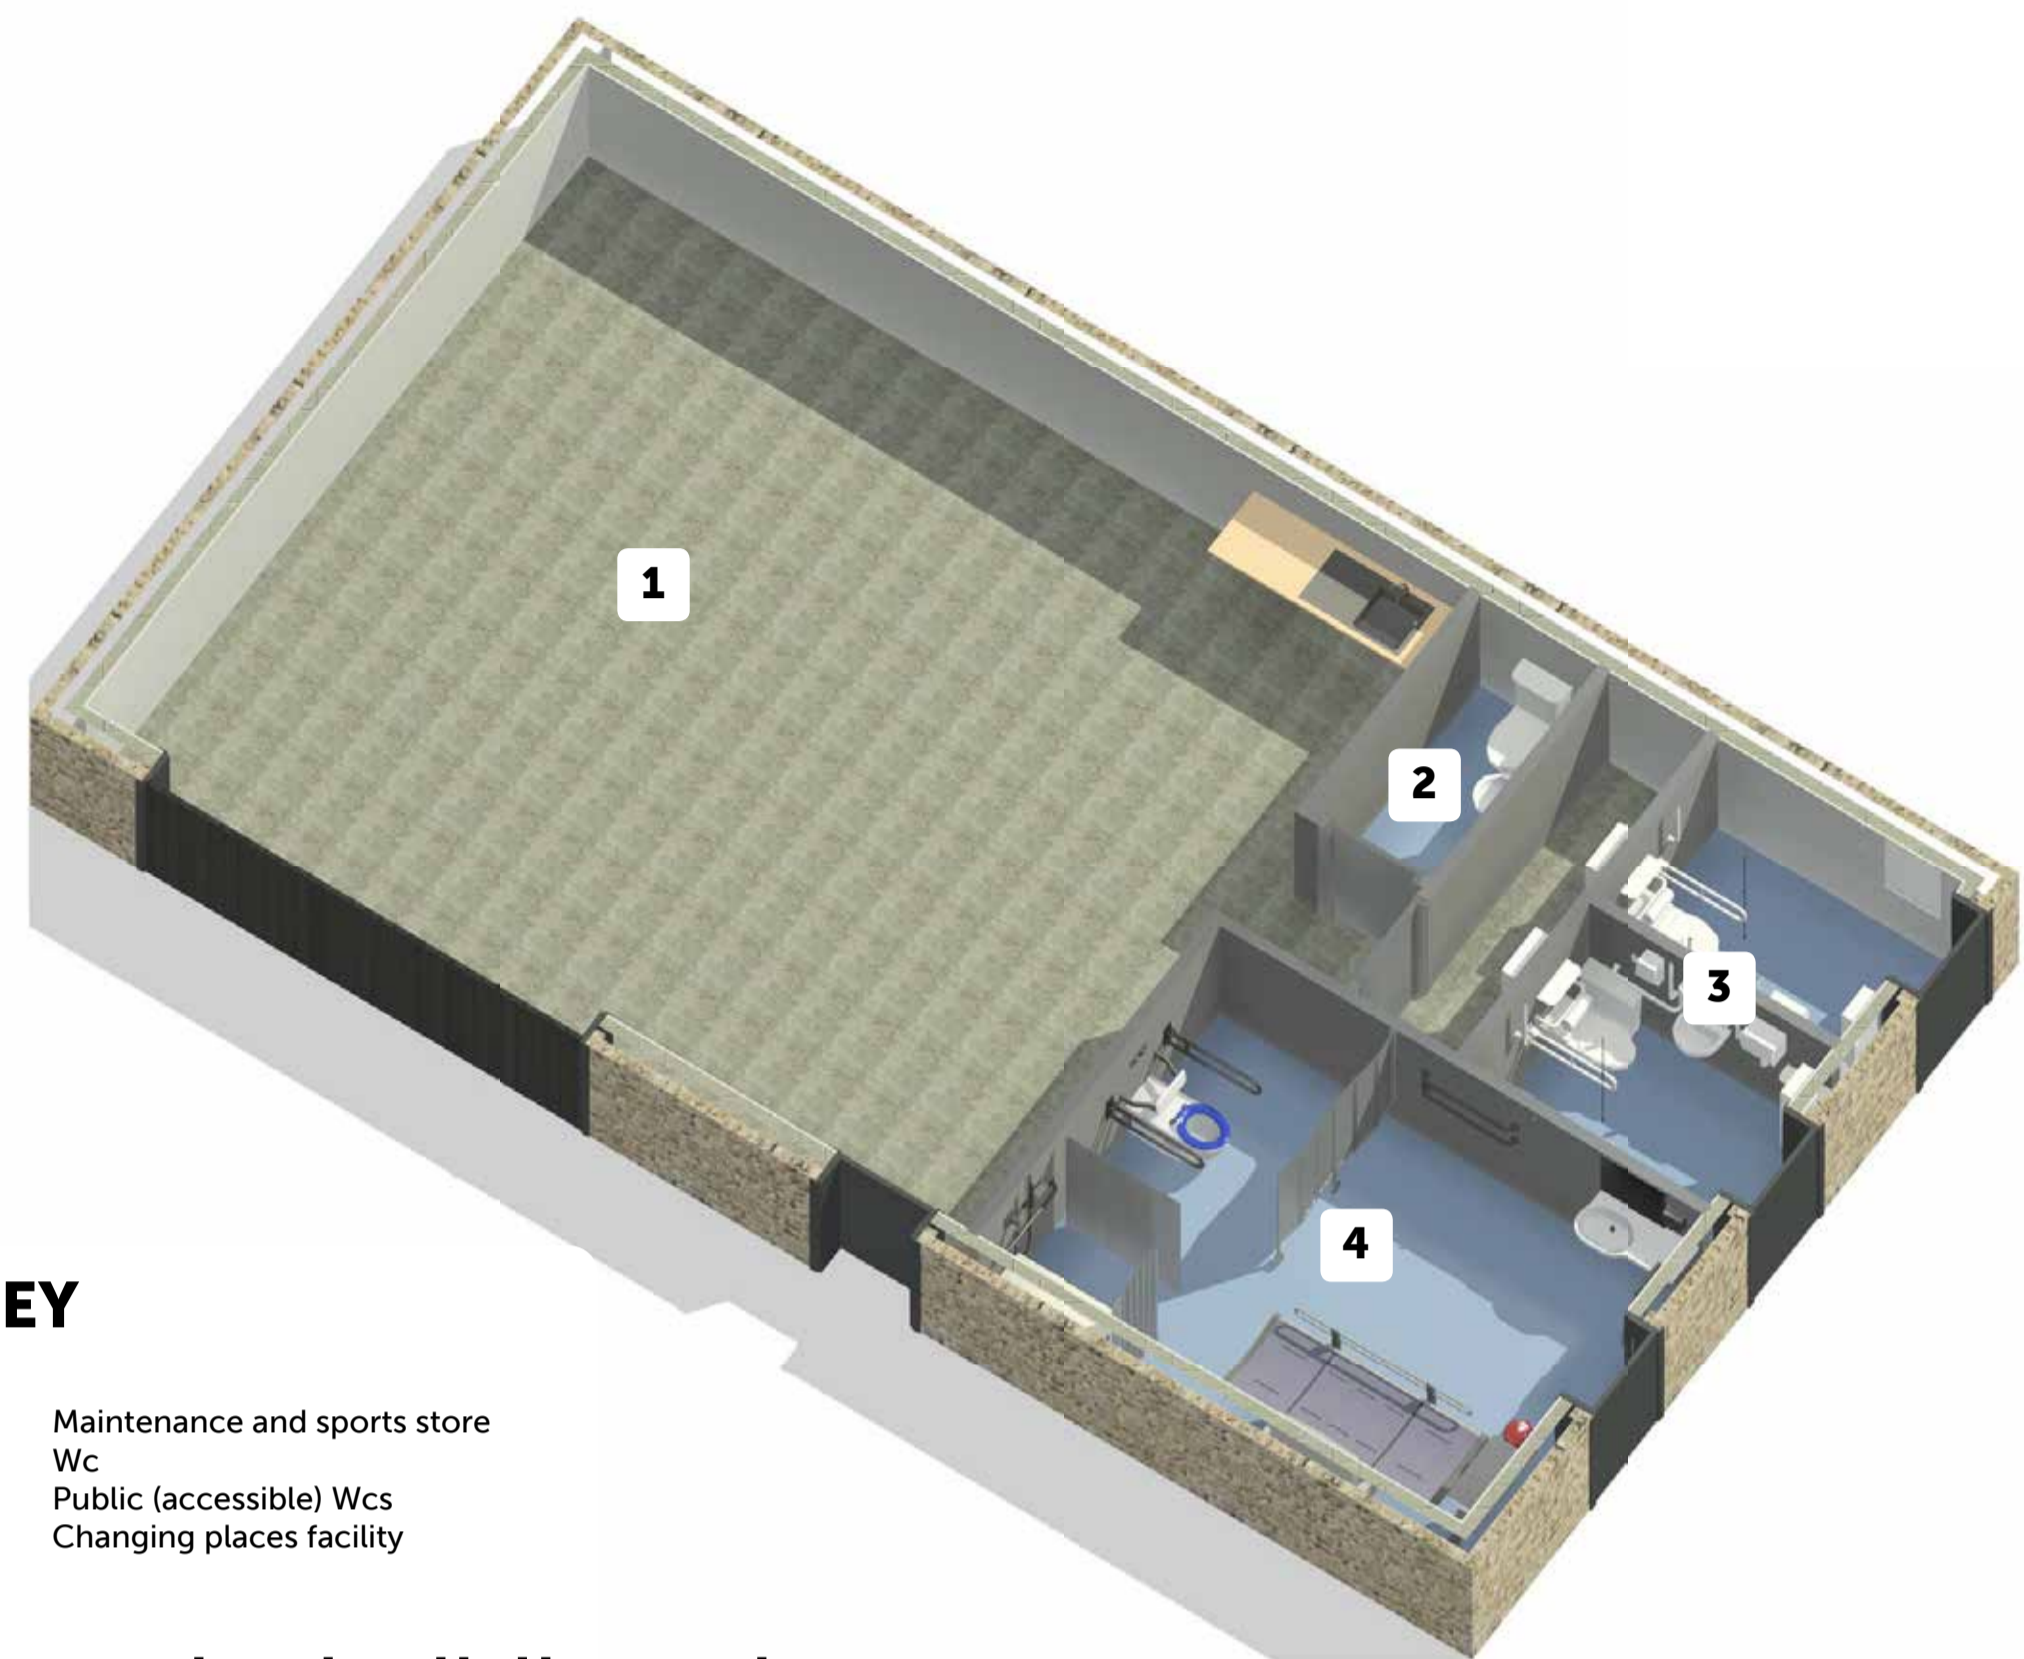 1
2
3
4
EY
Maintenance and sports store
Wc
Public (accessible) Wcs
Changing places facility